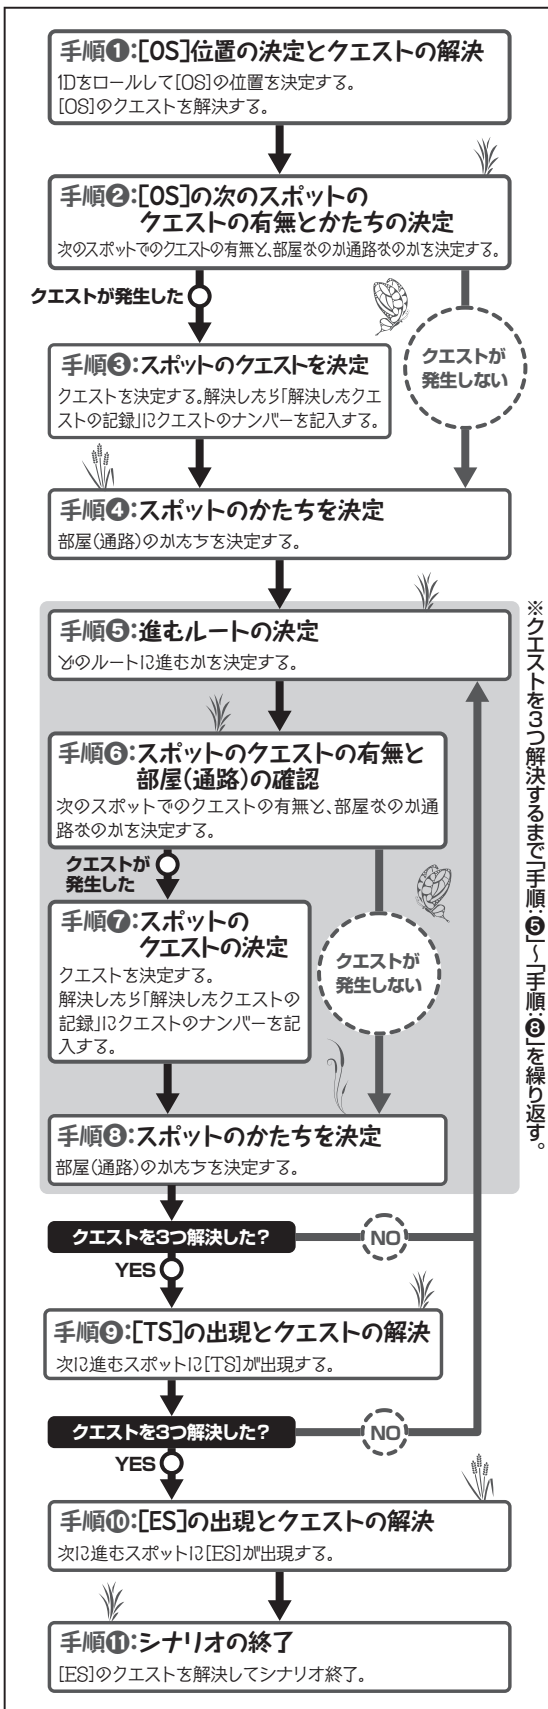 手順❶:[OS]位置の決定とクエストの解決
1Dをロールして[OS]の位置を決定する。
[OS]のクエストを解決する。
手順❷:[OS]の次のスポットの
クエストの有無とかたちの決定
次のスポットでのクエストの有無と、部屋なのか通路なのかを決定する。
クエストが発生した
クエストが
発生しない
手順❸:スポットのクエストを決定
クエストを決定する。解決したら「解決したクエ
ストの記録」にクエストのナンバーを記入する。
手順❹:スポットのかたちを決定
部屋(通路)のかたちを決定する。
手順❺:進むルートの決定
どのルートに進むかを決定する。
手順❻:スポットのクエストの有無と
部屋(通路)の確認
次のスポットでのクエストの有無と、部屋なのか通
路なのかを決定する。
クエストが
発生した
クエストが
発生しない
手順❼:スポットの
クエストの決定
クエストを決定する。
解決したら「解決したクエストの
記録」にクエストのナンバーを記
入する。
手順❽:スポットのかたちを決定
部屋(通路)のかたちを決定する。
※クエストを3つ解決するまで「手順:❺」~「手順:❽」を繰り返す。
クエストを3つ解決した?
NO
YES
手順❾:[TS]の出現とクエストの解決
次に進むスポットに[TS]が出現する。
クエストを3つ解決した?
NO
YES
手順❿:[ES]の出現とクエストの解決
次に進むスポットに[ES]が出現する。
手順⓫:シナリオの終了
[ES]のクエストを解決してシナリオ終了。